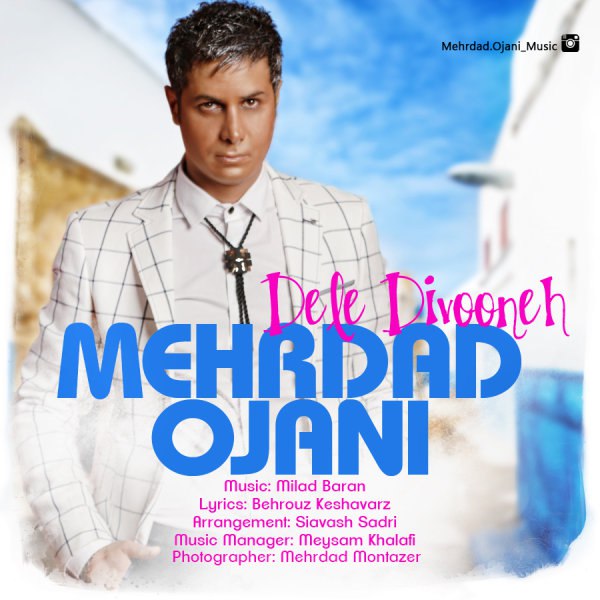 Mehrdad.Ojani_Music
Dele Divooneh
MEHRDAD
OJANI
Music: Milad Baran
Lyrics: Behrouz Keshavarz
Arrangement: Siavash Sadri
Music Manager: Meysam Khalafi
Photographer: Mehrdad Montazer